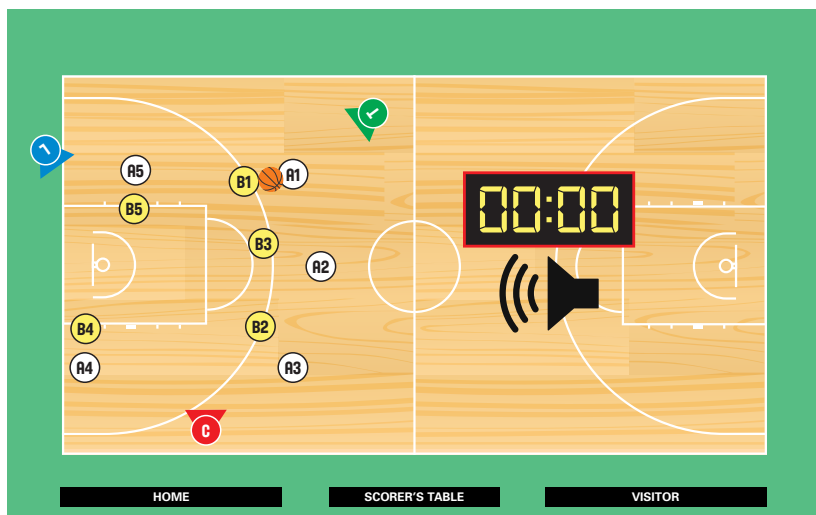 T
L
A5
B1
A1
B5
B3
A2
00:00
B4
B2
A4
A3
C
HOME
SCORER'S TABLE
VISITOR